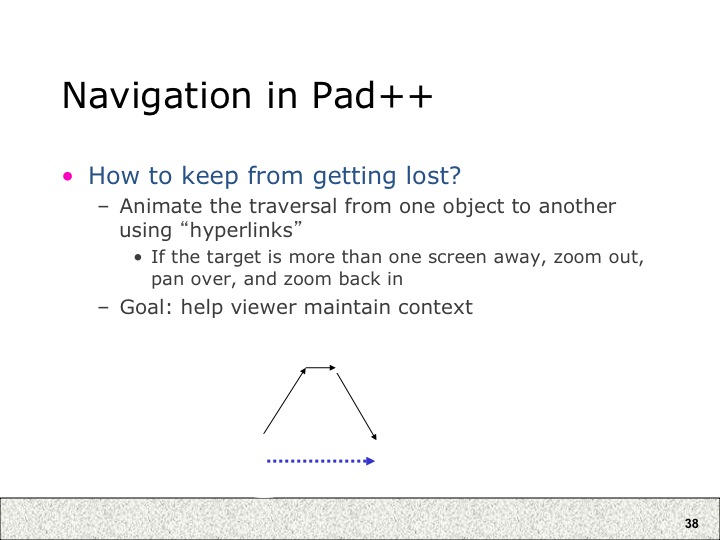 Navigation in Pad++
• How to keep from getting lost?
– Animate the traversal from one object to another
using “hyperlinks”
• If the target is more than one screen away, zoom out,
pan over, and zoom back in
– Goal: help viewer maintain context
38